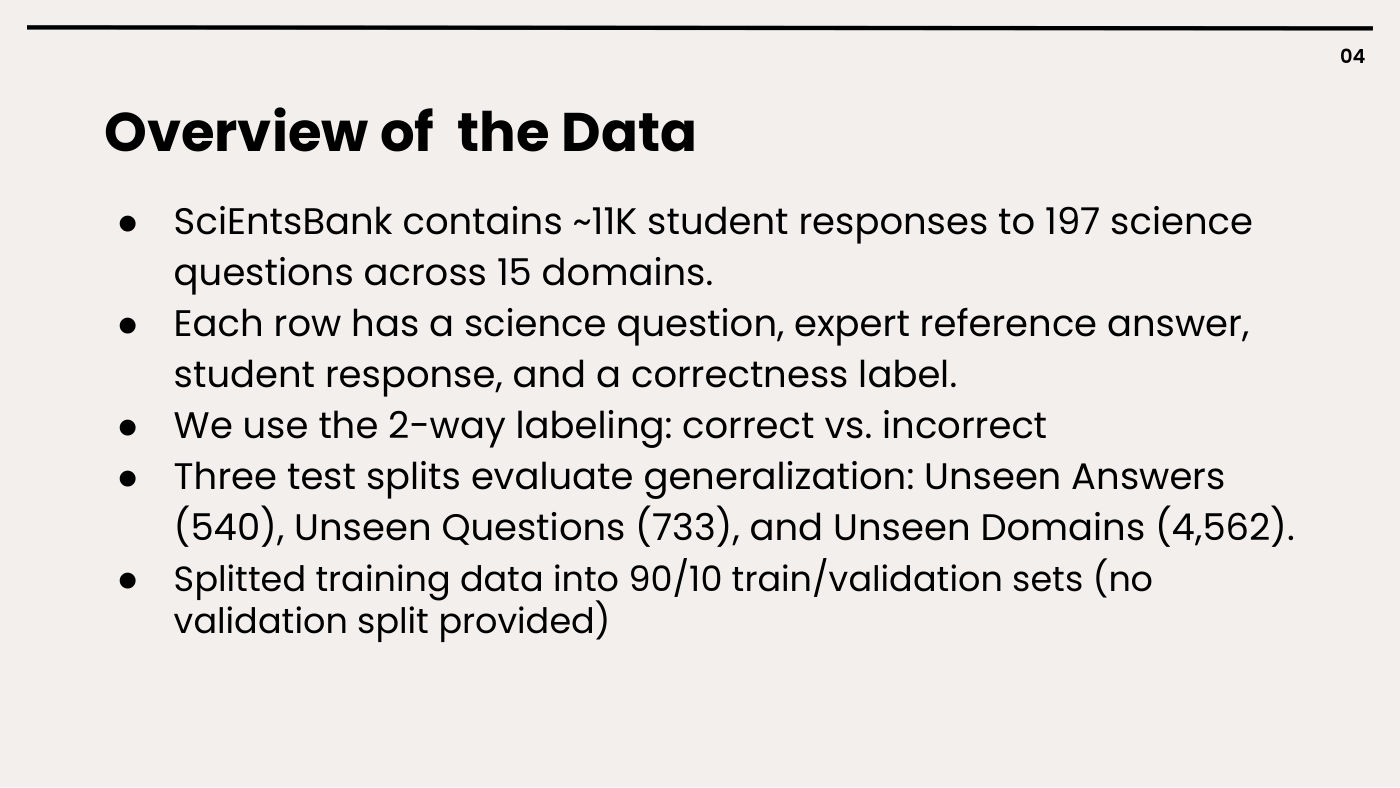 04
Overview of  the Data
● SciEntsBank contains ~11K student responses to 197 science
questions across 15 domains.
● Each row has a science question, expert reference answer,
student response, and a correctness label.
● We use the 2-way labeling: correct vs. incorrect
● Three test splits evaluate generalization: Unseen Answers
(540), Unseen Questions (733), and Unseen Domains (4,562).
● Splitted training data into 90/10 train/validation sets (no
validation split provided)